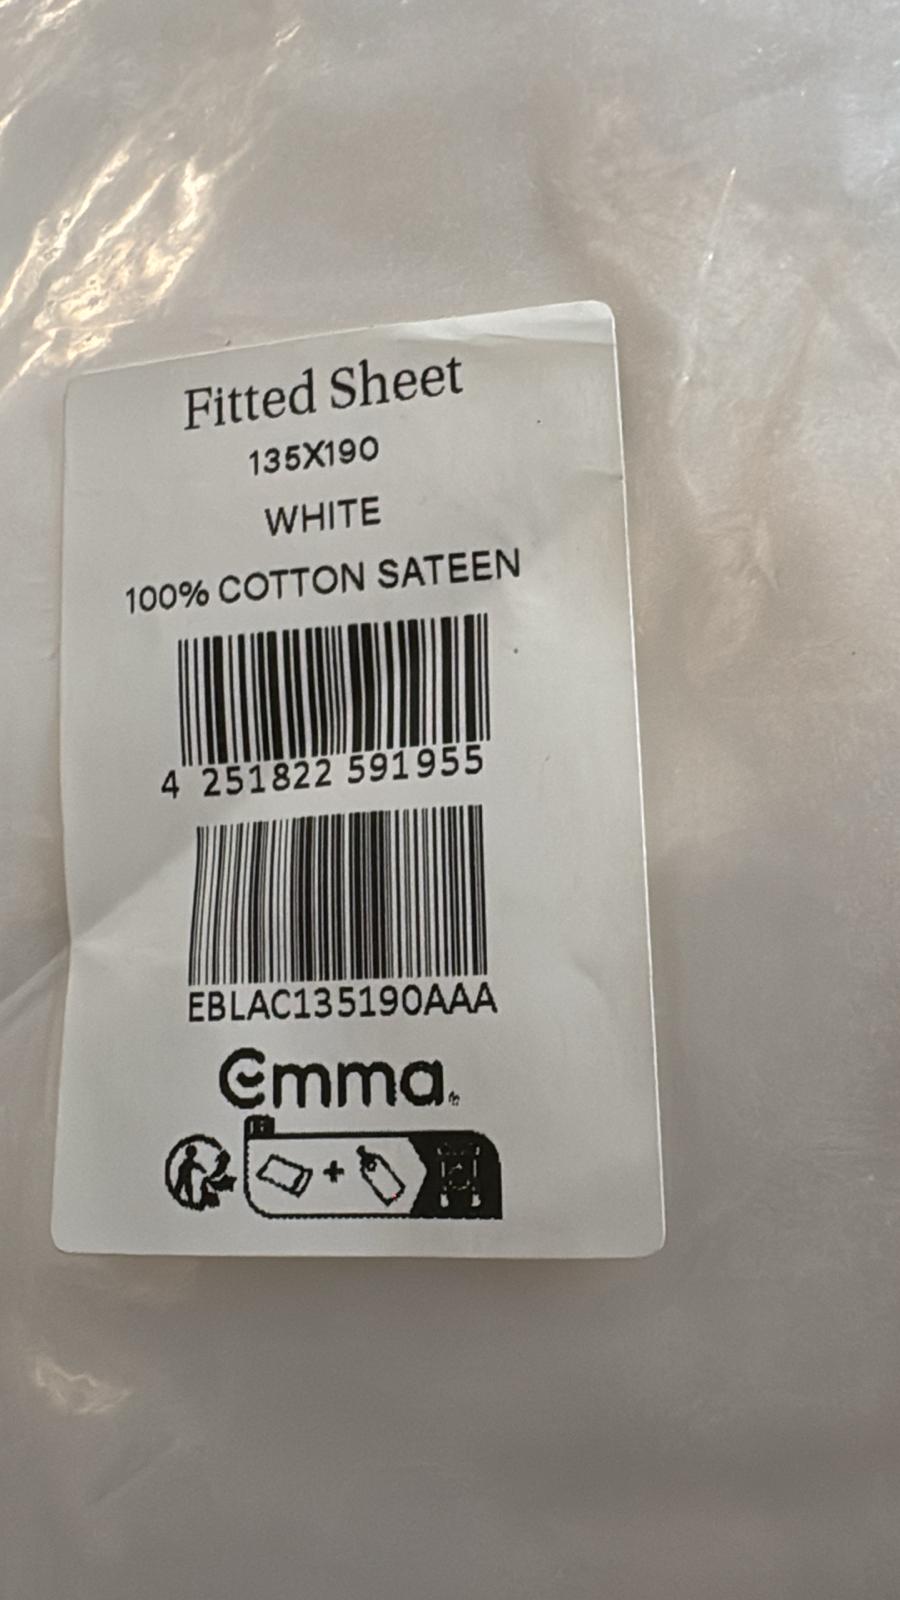 Fitted Sheet
135X190
WHITE
100% COTTON SATEEN
4 251822 591955
EBLAC135190AAA
emma